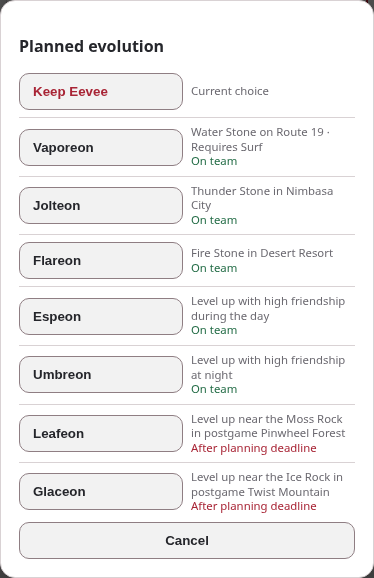 Planned evolution
Keep Eevee
Current choice
Vaporeon
Water Stone on Route 19 ·
Requires Surf
On team
Jolteon
Thunder Stone in Nimbasa
City
On team
Flareon
Fire Stone in Desert Resort
On team
Espeon
Level up with high friendship
during the day
On team
Umbreon
Level up with high friendship
at night
On team
Leafeon
Level up near the Moss Rock
in postgame Pinwheel Forest
After planning deadline
Glaceon
Level up near the Ice Rock in
postgame Twist Mountain
After planning deadline
Cancel